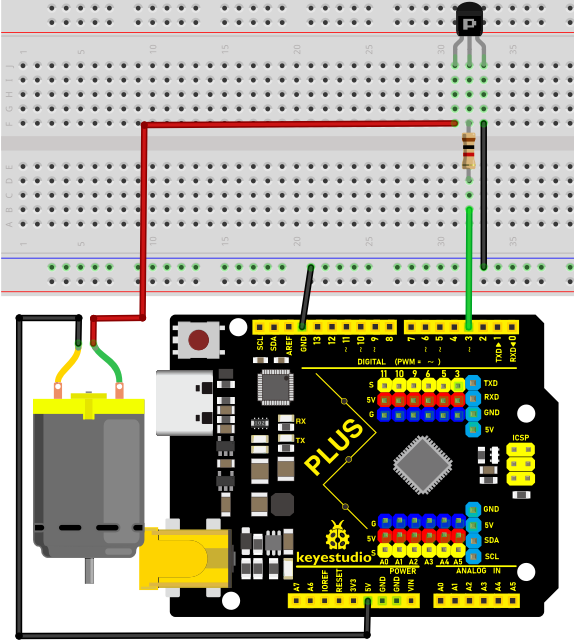 P
1 5 10 15 20 25 30 35
J
I
H
G
F
E
D
C
B
A
1 5 10 15 20 25 30 35
SCL
SDA
AREF
GND
13
12
~11
~10
~9
8
7
~6
~5
4
~3
2
TXD▶1
RXD◀0
DIGITAL (PWM = ~)
11 10 9 6 5 3
S
5V
G
TXD
RXD
GND
5V
RX
TX
PLUS
ICSP
keyestudio
G
5V
S
A0 A1 A2 A3 A4 A5
GND
5V
SDA
SCL
POWER
ANALOG IN
A7
A6
IOREF
RESET
3V3
5V
GND
GND
VIN
A0
A1
A2
A3
A4
A5